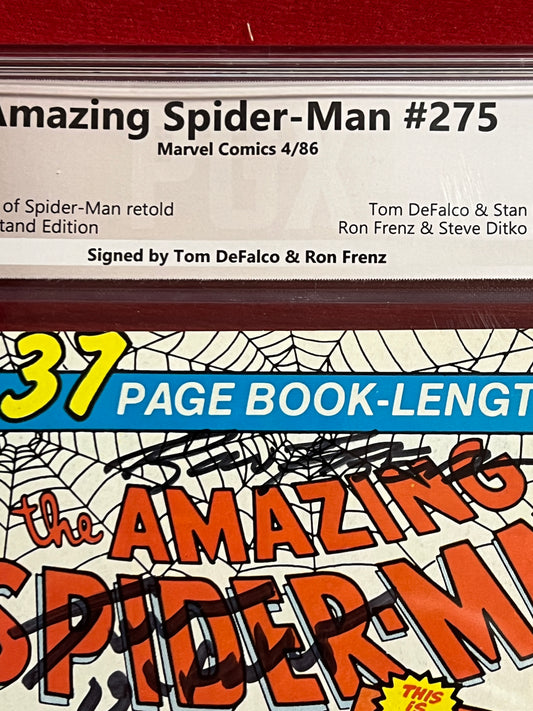 Amazing Spider-Man #275
Marvel Comics 4/86
of Spider-Man retold
Tom DeFalco & Stan
tand Edition
Ron Frenz & Steve Ditko
Signed by Tom DeFalco & Ron Frenz
37 PAGE BOOK-LENGT
the AMAZING
SPIDER-M
THIS
IS